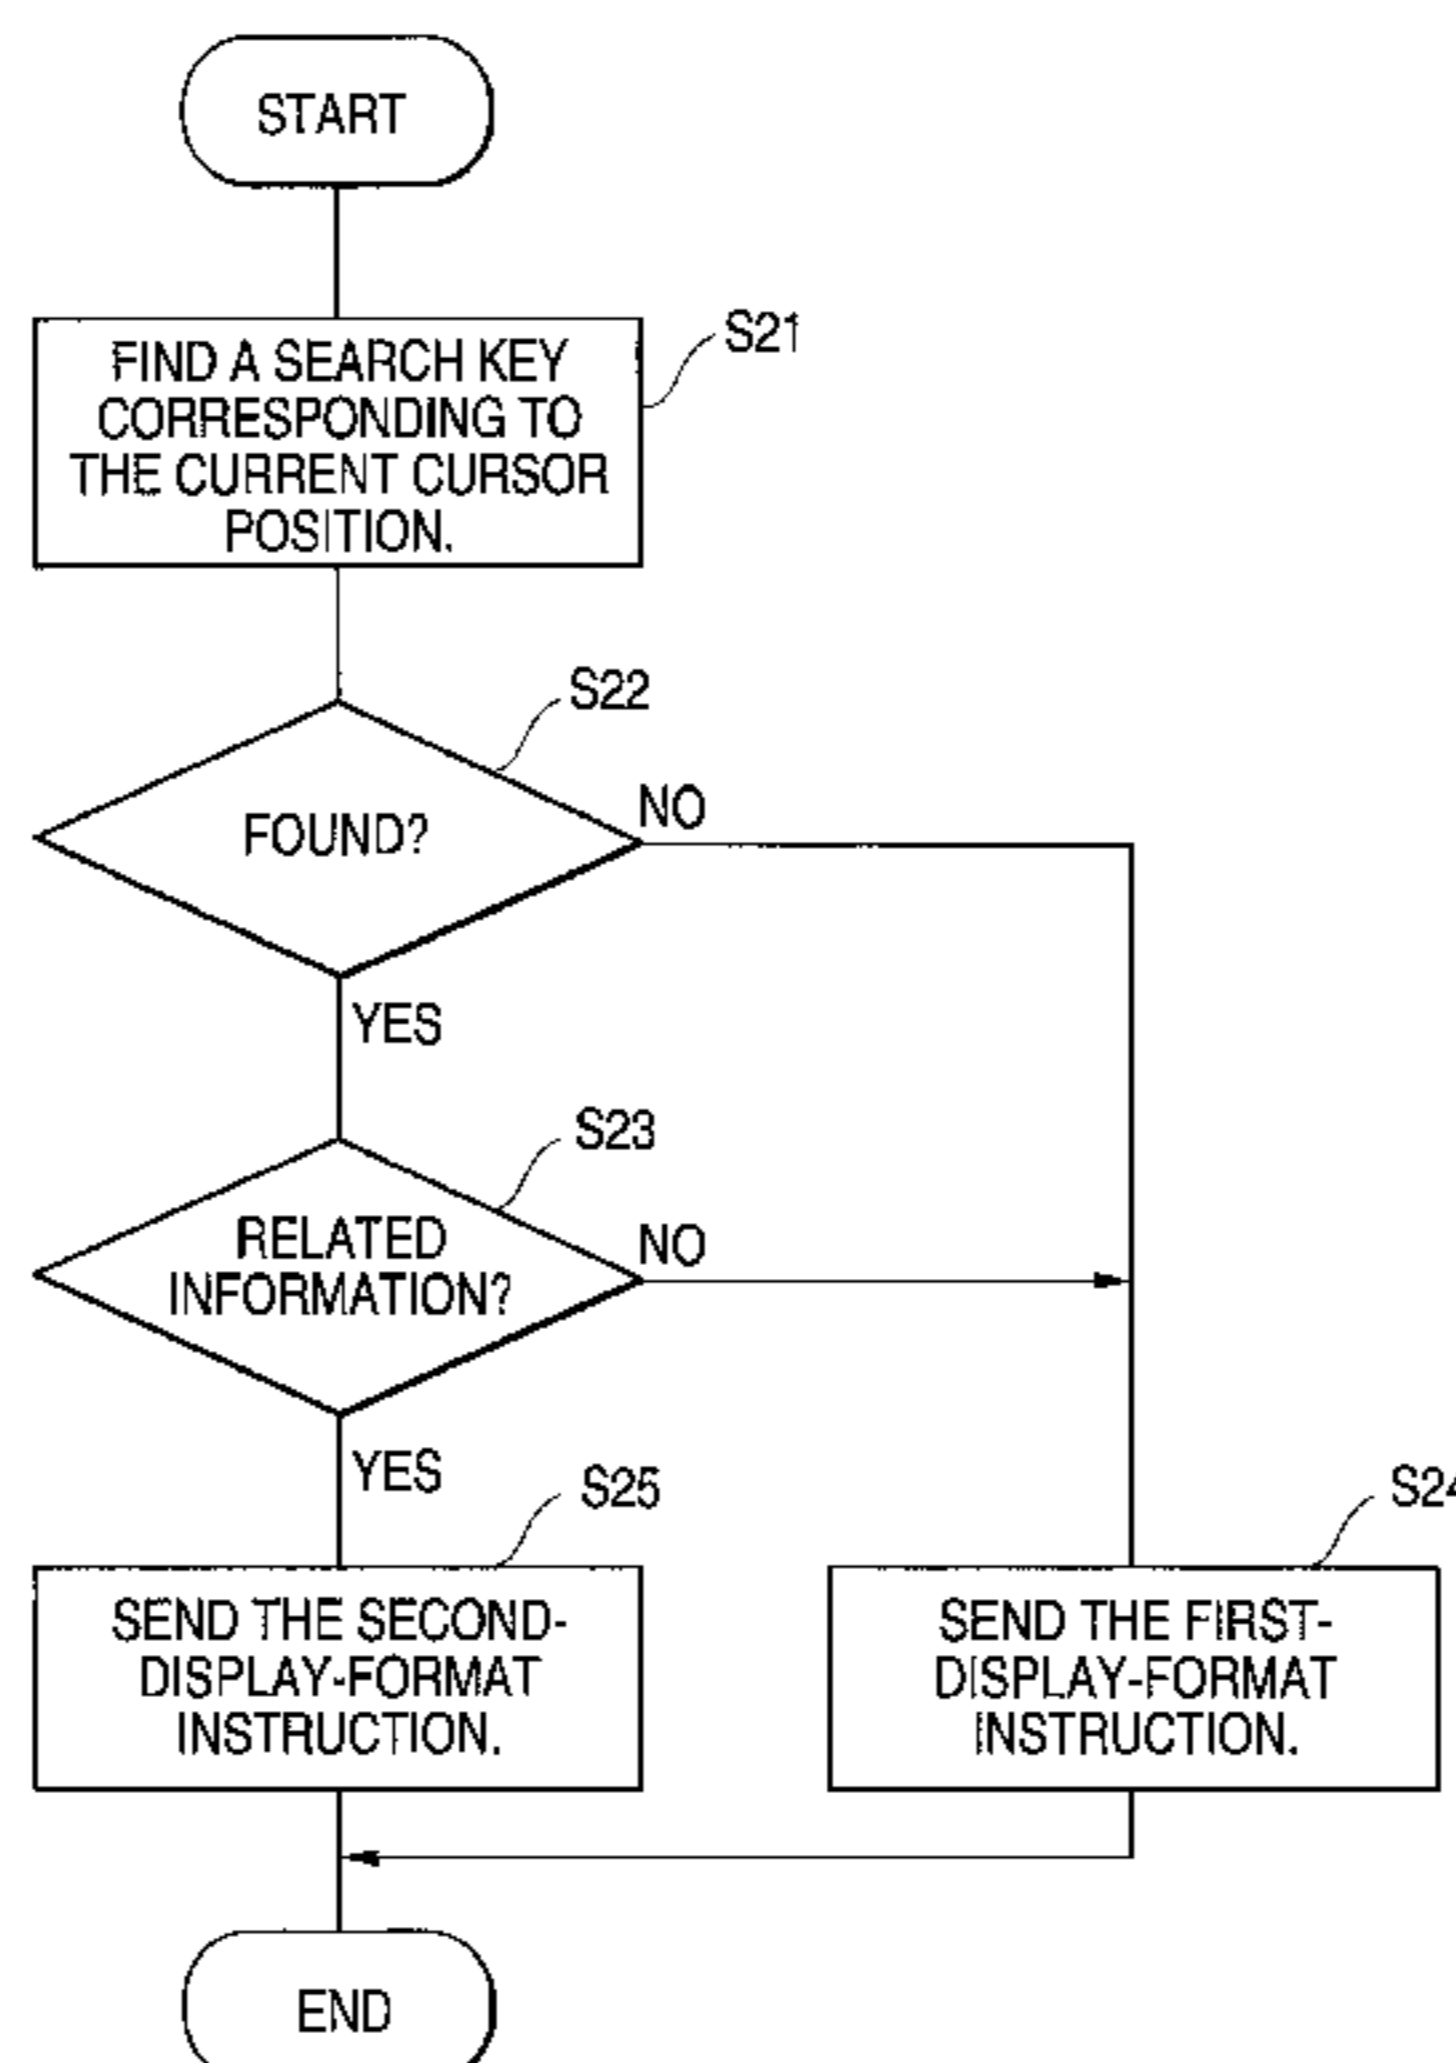 START
S21
FIND A SEARCH KEY
CORRESPONDING TO
THE CURRENT CURSOR
POSITION.
S22
FOUND?
NO
YES
S23
RELATED
INFORMATION?
NO
YES
S25
SEND THE SECOND-
DISPLAY-FORMAT
INSTRUCTION.
S24
SEND THE FIRST-
DISPLAY-FORMAT
INSTRUCTION.
END